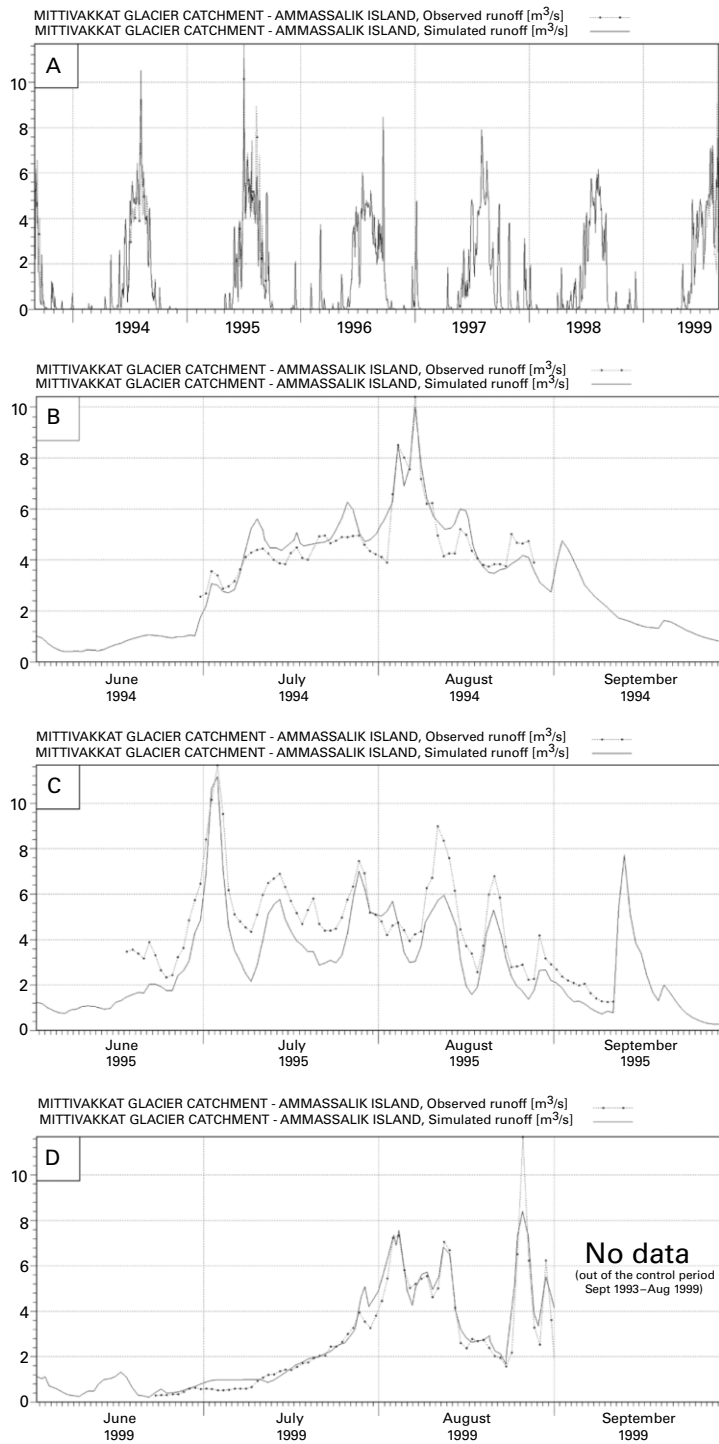 MITTIVAKKAT GLACIER CATCHMENT - AMMASSALIK ISLAND, Observed runoff [m³/s]
MITTIVAKKAT GLACIER CATCHMENT - AMMASSALIK ISLAND, Simulated runoff [m³/s]
A
10
8
6
4
2
0
1994 1995 1996 1997 1998 1999
MITTIVAKKAT GLACIER CATCHMENT - AMMASSALIK ISLAND, Observed runoff [m³/s]
MITTIVAKKAT GLACIER CATCHMENT - AMMASSALIK ISLAND, Simulated runoff [m³/s]
B
10
8
6
4
2
0
June July August September
1994 1994 1994 1994
MITTIVAKKAT GLACIER CATCHMENT - AMMASSALIK ISLAND, Observed runoff [m³/s]
MITTIVAKKAT GLACIER CATCHMENT - AMMASSALIK ISLAND, Simulated runoff [m³/s]
C
10
8
6
4
2
0
June July August September
1995 1995 1995 1995
MITTIVAKKAT GLACIER CATCHMENT - AMMASSALIK ISLAND, Observed runoff [m³/s]
MITTIVAKKAT GLACIER CATCHMENT - AMMASSALIK ISLAND, Simulated runoff [m³/s]
D
10
8
6
4
2
0
No data
(out of the control period
Sept 1993–Aug 1999)
June July August September
1999 1999 1999 1999